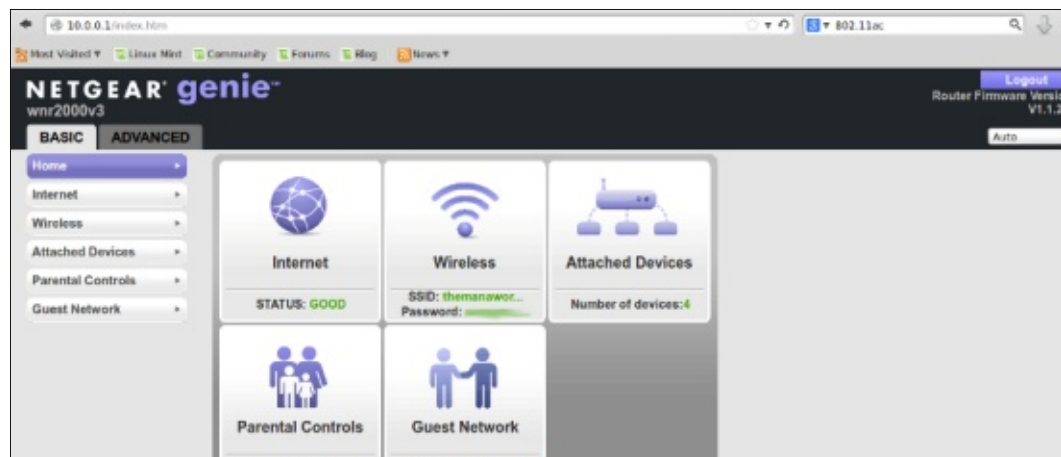 10.0.0.1/index.htm
802.11ac
Most Visited
Linux Mint
Community
Forums
Blog
News
NETGEAR® genie™
Logout
wnr2000v3
Router Firmware Versio
V1.1.2
BASIC
ADVANCED
Auto
Home
Internet
Wireless
Attached Devices
Parental Controls
Guest Network
Internet
STATUS: GOOD
Wireless
SSID: themanawor...
Password:
Attached Devices
Number of devices:4
Parental Controls
Guest Network